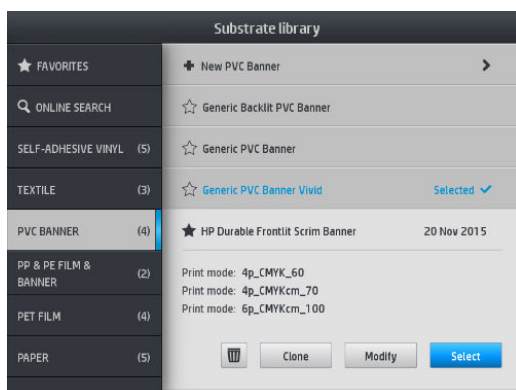 Substrate library
FAVORITES
ONLINE SEARCH
SELF-ADHESIVE VINYL (5)
TEXTILE (3)
PVC BANNER (4)
PP & PE FILM &
BANNER (2)
PET FILM (4)
PAPER (5)
New PVC Banner
Generic Backlit PVC Banner
Generic PVC Banner
Generic PVC Banner Vivid Selected
HP Durable Frontlit Scrim Banner 20 Nov 2015
Print mode: 4p_CMYK_60
Print mode: 4p_CMYKcm_70
Print mode: 6p_CMYKcm_100
Clone Modify Select